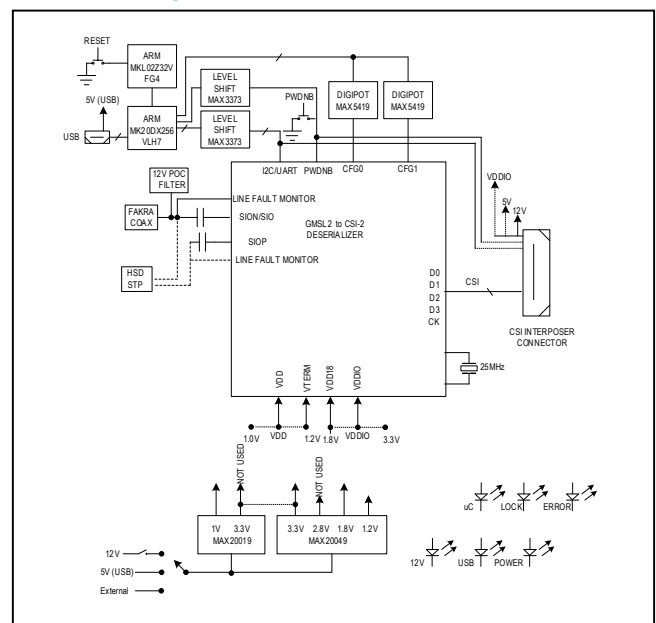 RESET
ARM
MKL02Z32V
FG4
5V (USB)
ARM
MK20DX256
VLH7
USB
LEVEL
SHIFT
MAX3373
LEVEL
SHIFT
MAX3373
PWDNB
DIGIPOT
MAX5419
DIGIPOT
MAX5419
12V POC
FILTER
FAKRA
COAX
HSD
STP
I2C/UART
PWDNB
CFG0
CFG1
LINE FAULT MONITOR
SION/SIO
SIOP
LINE FAULT MONITOR
GMSL2 to CSI-2
DESERIALIZER
D0
D1
D2
D3
CK
CSI
VDDIO
5V
12V
CSI INTERPOSER
CONNECTOR
25MHz
VDD
VTERM
VDD18
VDDIO
1.0V
VDD
1.2V
1.8V
VDDIO
3.3V
NOT USED
NOT USED
1V
3.3V
MAX20019
3.3V
2.8V
1.8V
1.2V
MAX20049
12V
5V (USB)
External
uC
LOCK
ERROR
12V
USB
POWER